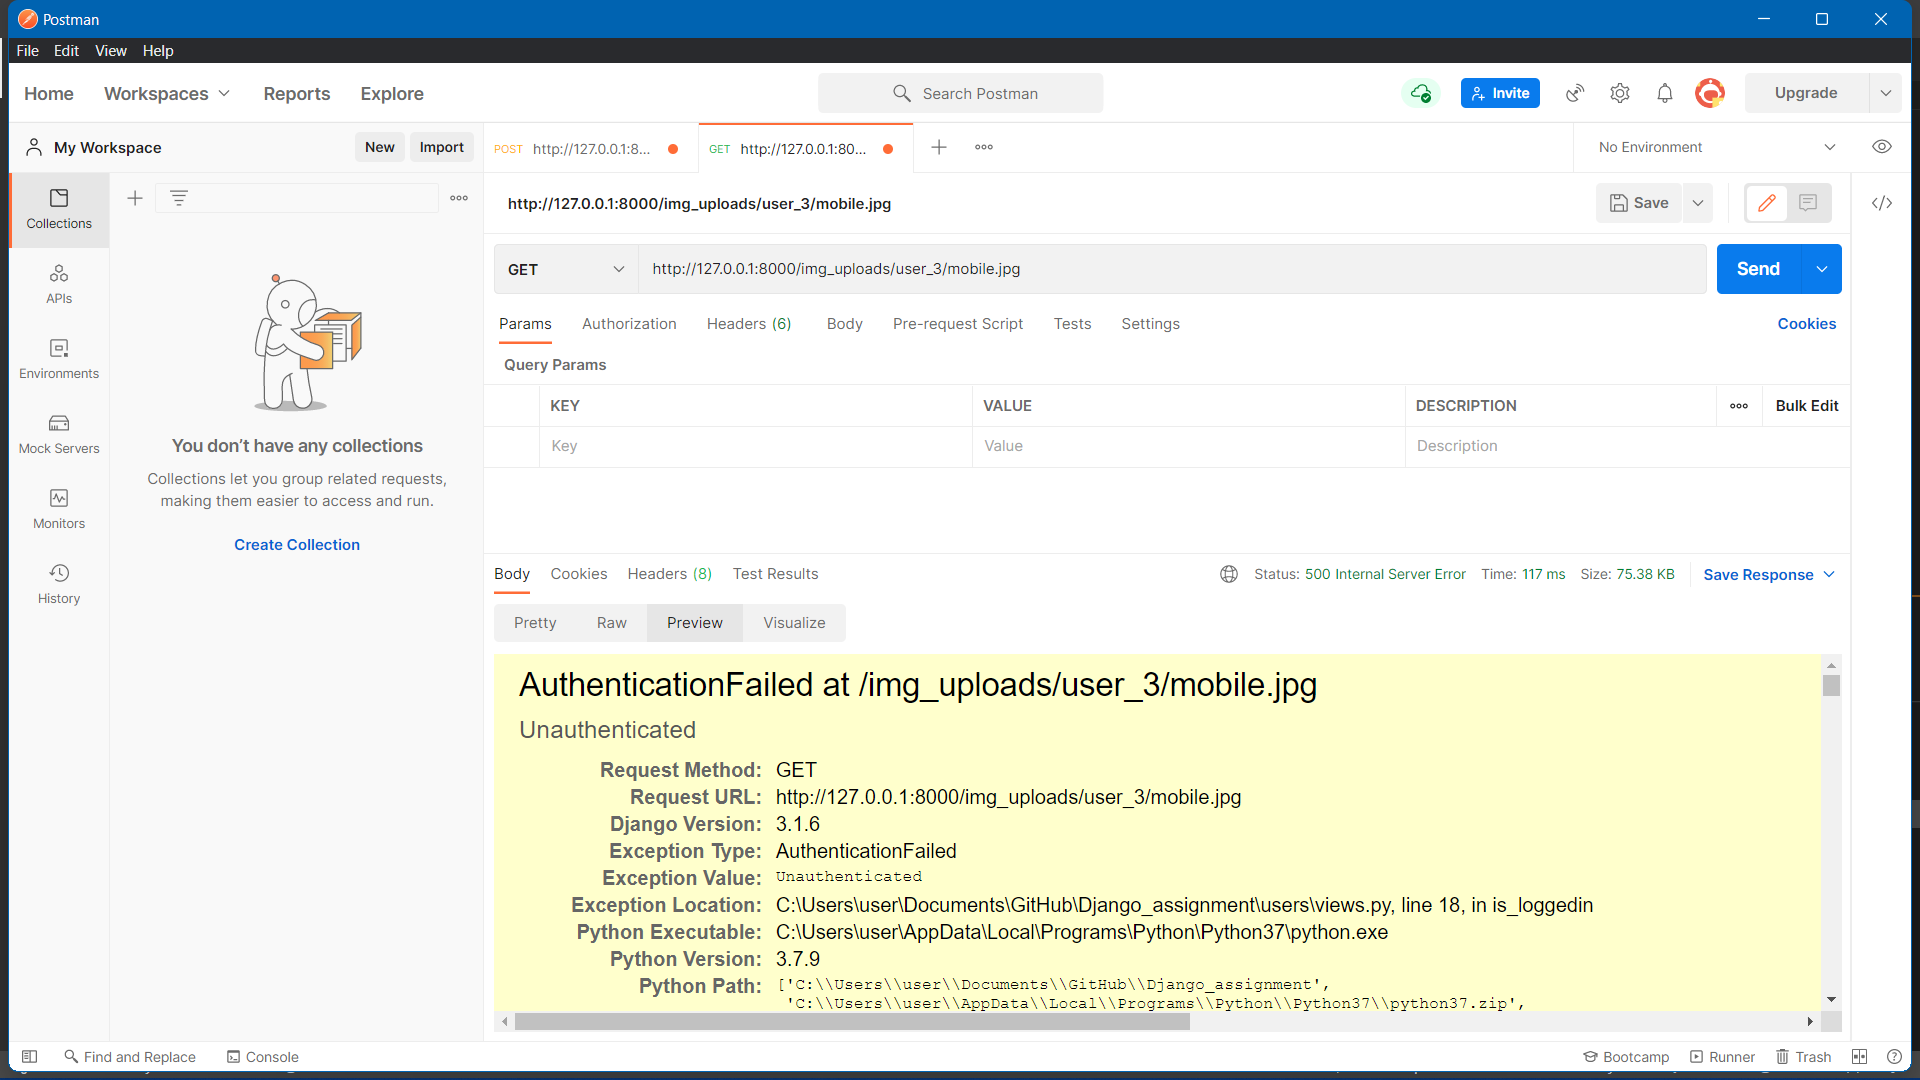 Postman
File Edit View Help
Home Workspaces Reports Explore Search Postman Invite Upgrade
My Workspace New Import POST http://127.0.0.1:8... GET http://127.0.0.1:80... No Environment
http://127.0.0.1:8000/img_uploads/user_3/mobile.jpg Save
Collections
GET http://127.0.0.1:8000/img_uploads/user_3/mobile.jpg Send
APIs
Params Authorization Headers (6) Body Pre-request Script Tests Settings Cookies
Query Params
Environments
KEY VALUE DESCRIPTION Bulk Edit
Key Value Description
Mock Servers
You don’t have any collections
Collections let you group related requests,
making them easier to access and run.
Monitors
Create Collection
Body Cookies Headers (8) Test Results Status: 500 Internal Server Error Time: 117 ms Size: 75.38 KB Save Response
History
Pretty Raw Preview Visualize
AuthenticationFailed at /img_uploads/user_3/mobile.jpg
Unauthenticated
Request Method: GET
Request URL: http://127.0.0.1:8000/img_uploads/user_3/mobile.jpg
Django Version: 3.1.6
Exception Type: AuthenticationFailed
Exception Value: Unauthenticated
Exception Location: C:\Users\user\Documents\GitHub\Django_assignment\users\views.py, line 18, in is_loggedin
Python Executable: C:\Users\user\AppData\Local\Programs\Python\Python37\python.exe
Python Version: 3.7.9
Python Path: ['C:\\Users\\user\\Documents\\GitHub\\Django_assignment',
'C:\\Users\\user\\AppData\\Local\\Programs\\Python\\Python37\\python37.zip',
Find and Replace Console Bootcamp Runner Trash